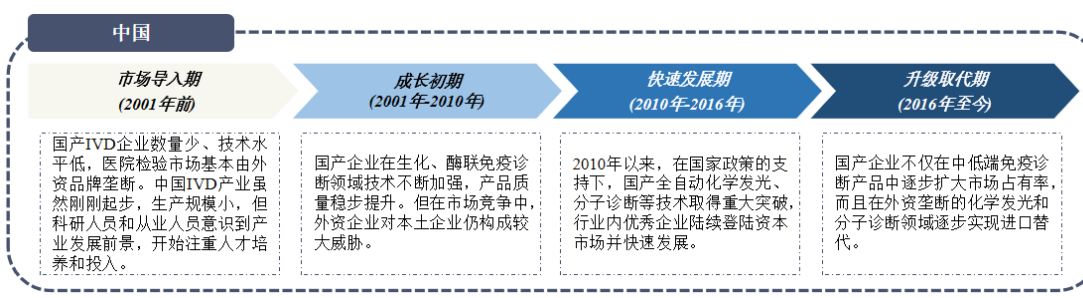 中国
市场导入期
(2001年前)
成长初期
(2001年-2010年)
快速发展期
(2010年-2016年)
升级取代期
(2016年至今)
国产IVD企业数量少、技术水
平低，医院检验市场基本由外
资品牌垄断。中国IVD产业虽
然刚刚起步，生产规模小，但
科研人员和从业人员意识到产
业发展前景，开始注重人才培
养和投入。
国产企业在生化、酶联免疫诊
断领域技术不断加强，产品质
量稳步提升。但在市场竞争中，
外资企业对本土企业仍构成较
大威胁。
2010年以来，在国家政策的支
持下，国产全自动化学发光、
分子诊断等技术取得重大突破，
行业内优秀企业陆续登陆资本
市场并快速发展。
国产企业不仅在中低端免疫诊
断产品中逐步扩大市场占有率，
而且在外资垄断的化学发光和
分子诊断领域逐步实现进口替
代。